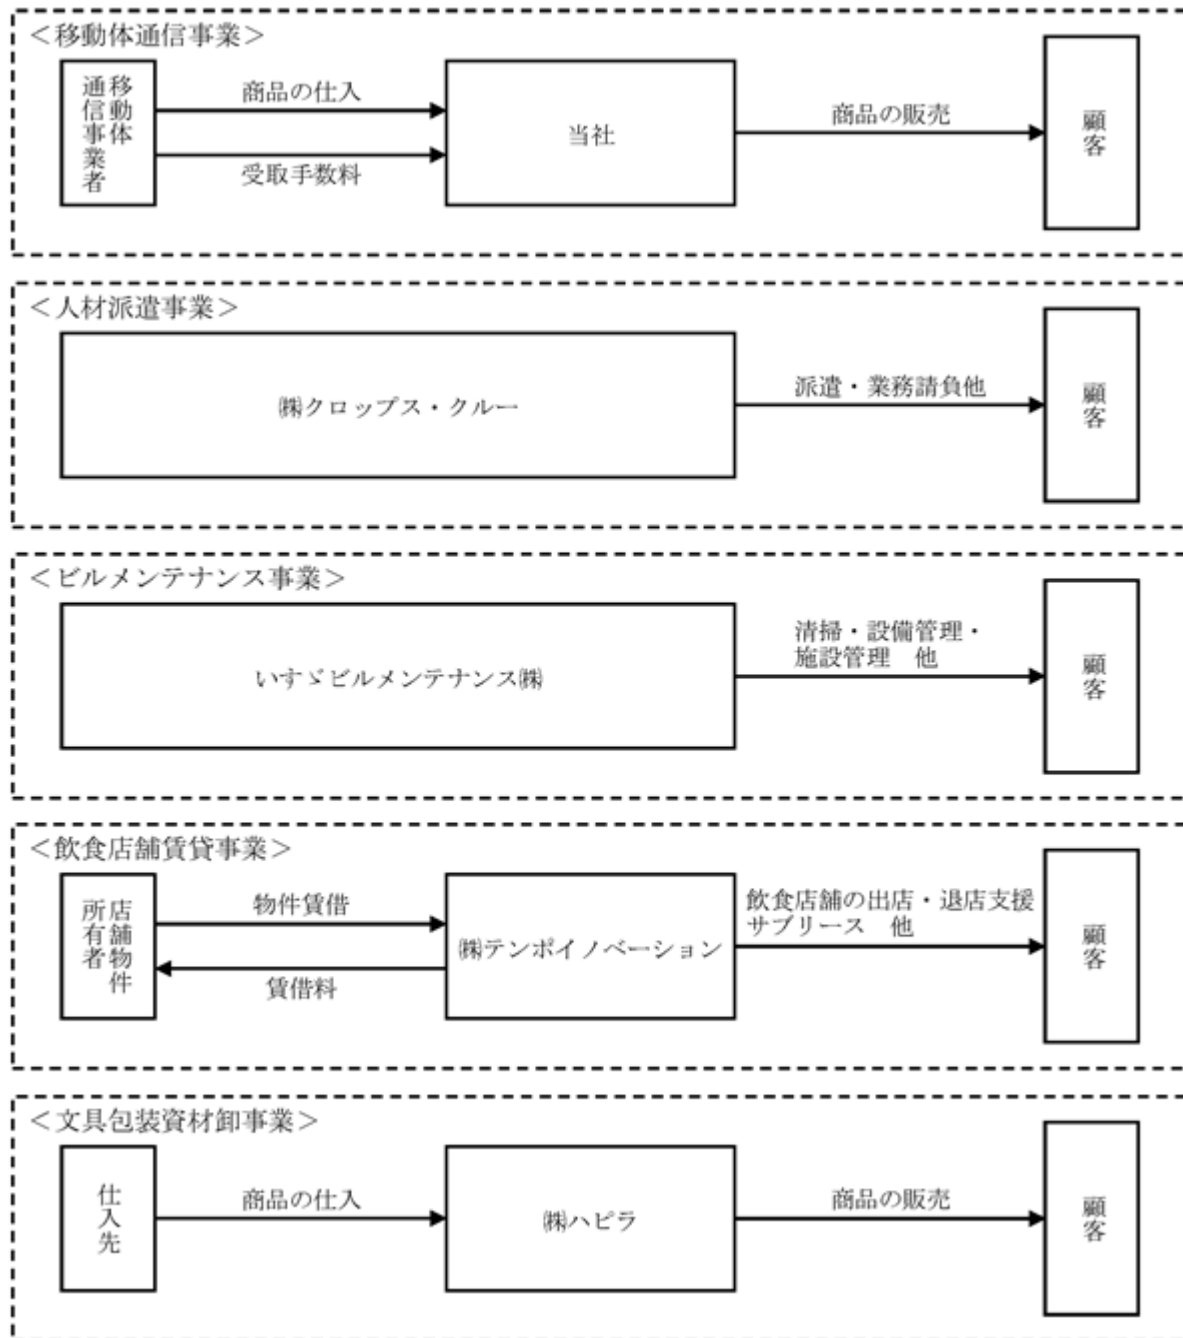 ＜移動体通信事業＞
移動体
通信事業者
商品の仕入
受取手数料
当社
商品の販売
顧客
＜人材派遣事業＞
㈱クロップス・クルー
派遣・業務請負他
顧客
＜ビルメンテナンス事業＞
いすゞビルメンテナンス㈱
清掃・設備管理・
施設管理　他
顧客
＜飲食店舗賃貸事業＞
店舗物件
所有者
物件賃借
賃借料
㈱テンポイノベーション
飲食店舗の出店・退店支援
サブリース　他
顧客
＜文具包装資材卸事業＞
仕入先
商品の仕入
㈱ハピラ
商品の販売
顧客